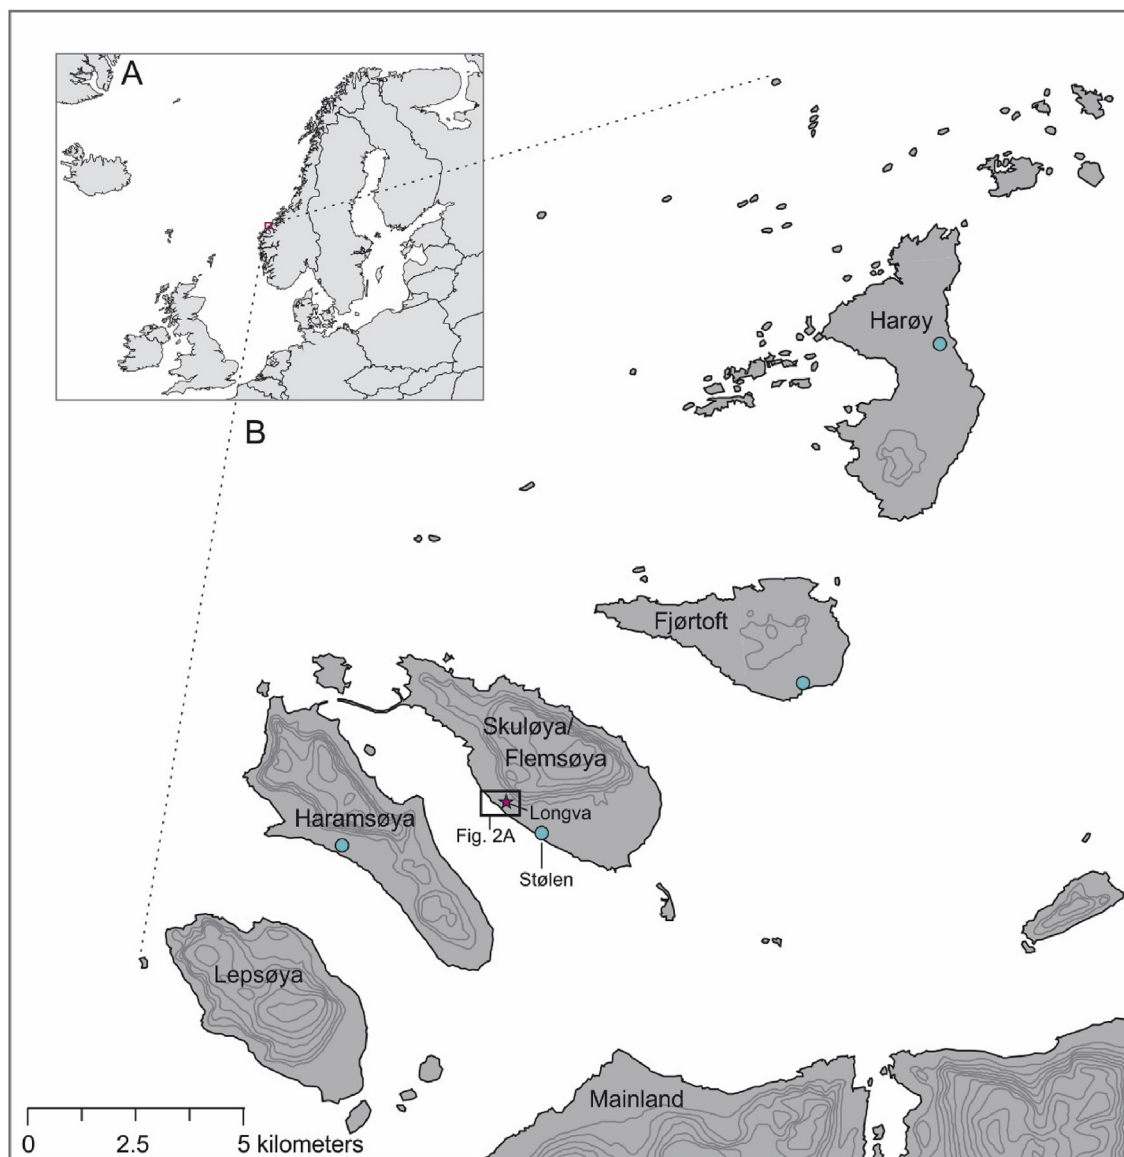 A
B
Harøy
Fjørtoft
Skuløya/
Flemsøya
Longva
Haramsøya
Fig. 2A
Stølen
Lepsøya
Mainland
0 2.5 5 kilometers